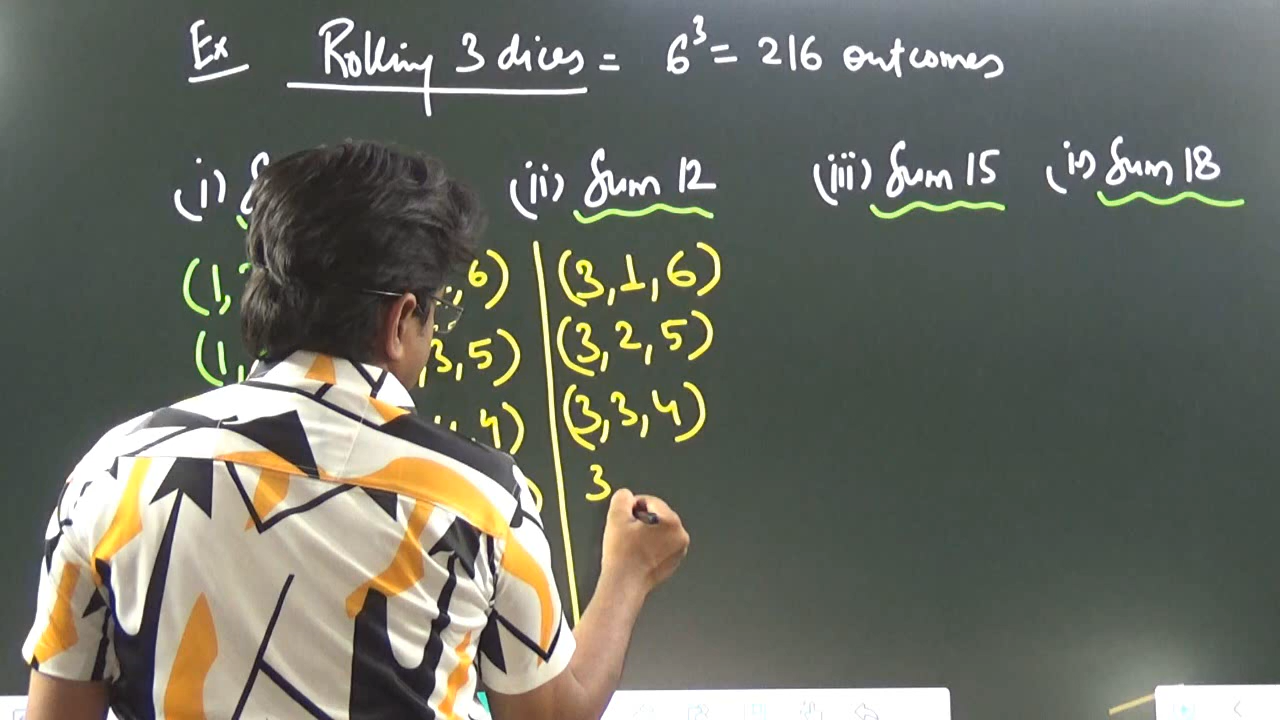 Ex Rolling 3 dices = 6³ = 216 outcomes
(i) (ii) Sum 12 (iii) Sum 15 (iv) Sum 18
(1, , 6) (3, 1, 6)
(1, 3, 5) (3, 2, 5)
, 4) (3, 3, 4)
) 3